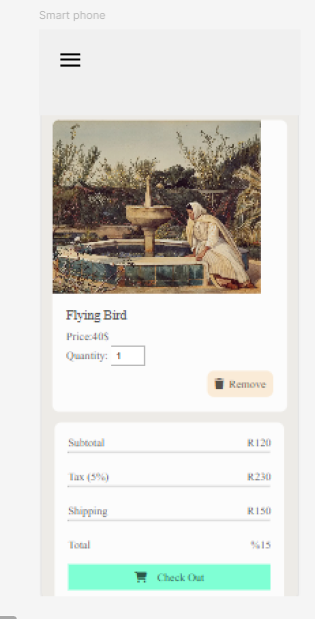 Smart phone
Flying Bird
Price:40$
Quantity: 1
Remove
Subtotal R120
Tax (5%) R230
Shipping R150
Total %15
Check Out